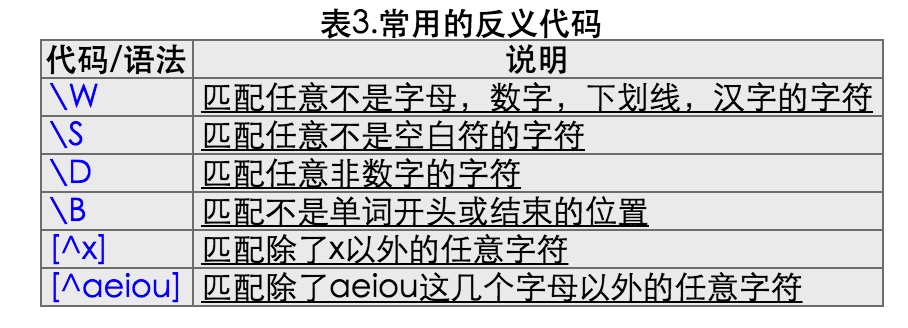 表3.常用的反义代码
代码/语法 说明
\W 匹配任意不是字母，数字，下划线，汉字的字符
\S 匹配任意不是空白符的字符
\D 匹配任意非数字的字符
\B 匹配不是单词开头或结束的位置
[^x] 匹配除了x以外的任意字符
[^aeiou] 匹配除了aeiou这几个字母以外的任意字符